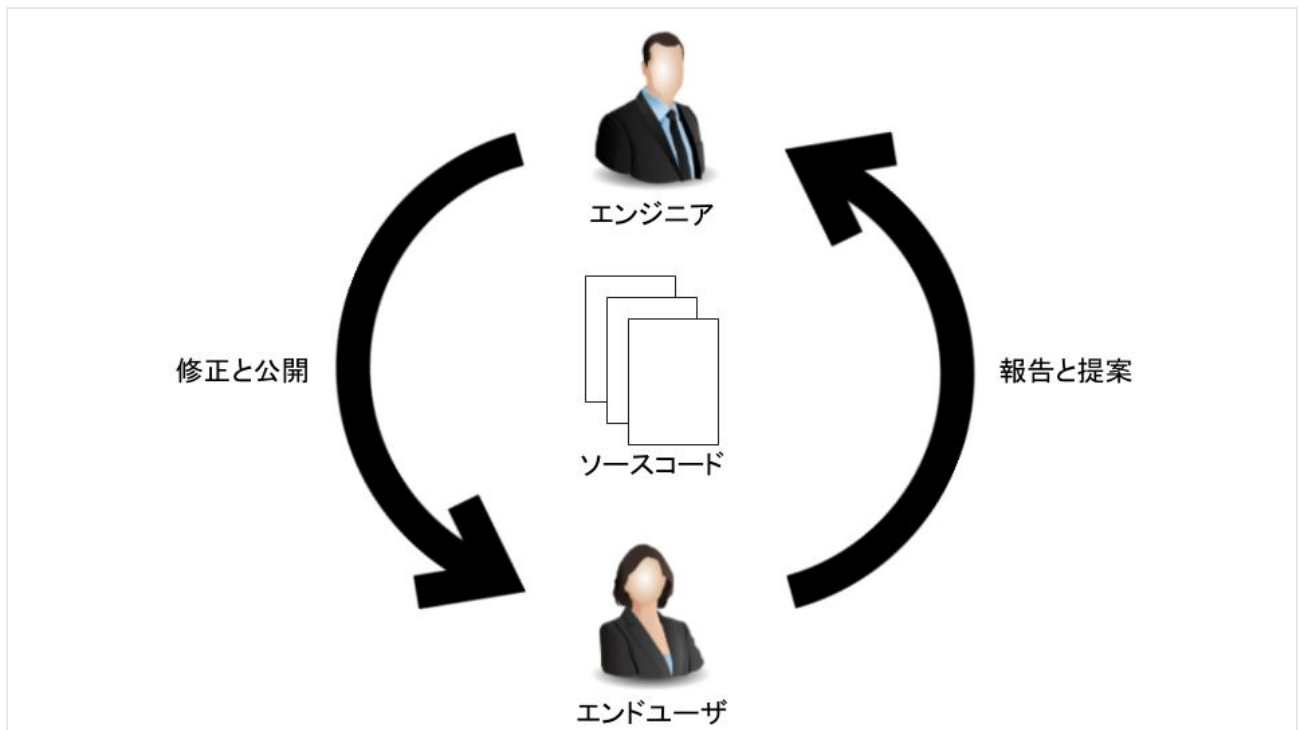 エンジニア
修正と公開
報告と提案
ソースコード
エンドユーザ